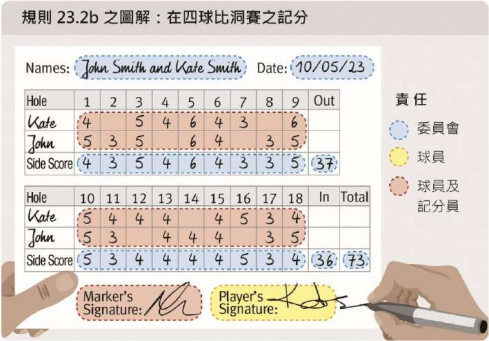 規則 23.2b 之圖解：在四球比洞賽之記分
Names: John Smith and Kate Smith Date: 10/05/23
Hole 1 2 3 4 5 6 7 8 9 Out
Kate 4 5 4 6 4 3 6
John 5 3 5 6 4 3 5
Side Score 4 3 5 4 6 4 3 3 5 37
Hole 10 11 12 13 14 15 16 17 18 In Total
Kate 5 4 4 4 4 5 3 4
John 5 3 4 4 4 3 5
Side Score 5 3 4 4 4 4 5 3 4 36 73
Marker's Signature:
Player's Signature:
責任
委員會
球員
球員及
記分員